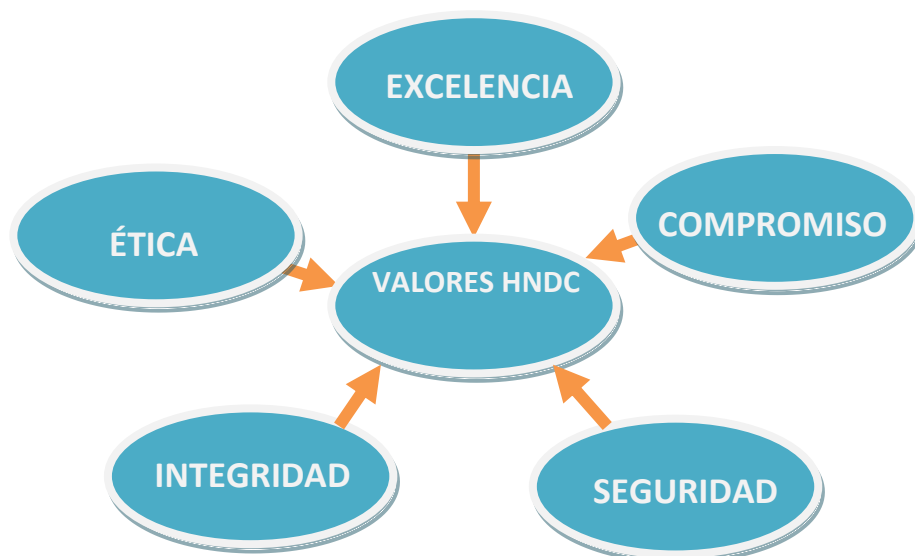 EXCELENCIA
COMPROMISO
ÉTICA
VALORES HNDC
INTEGRIDAD
SEGURIDAD